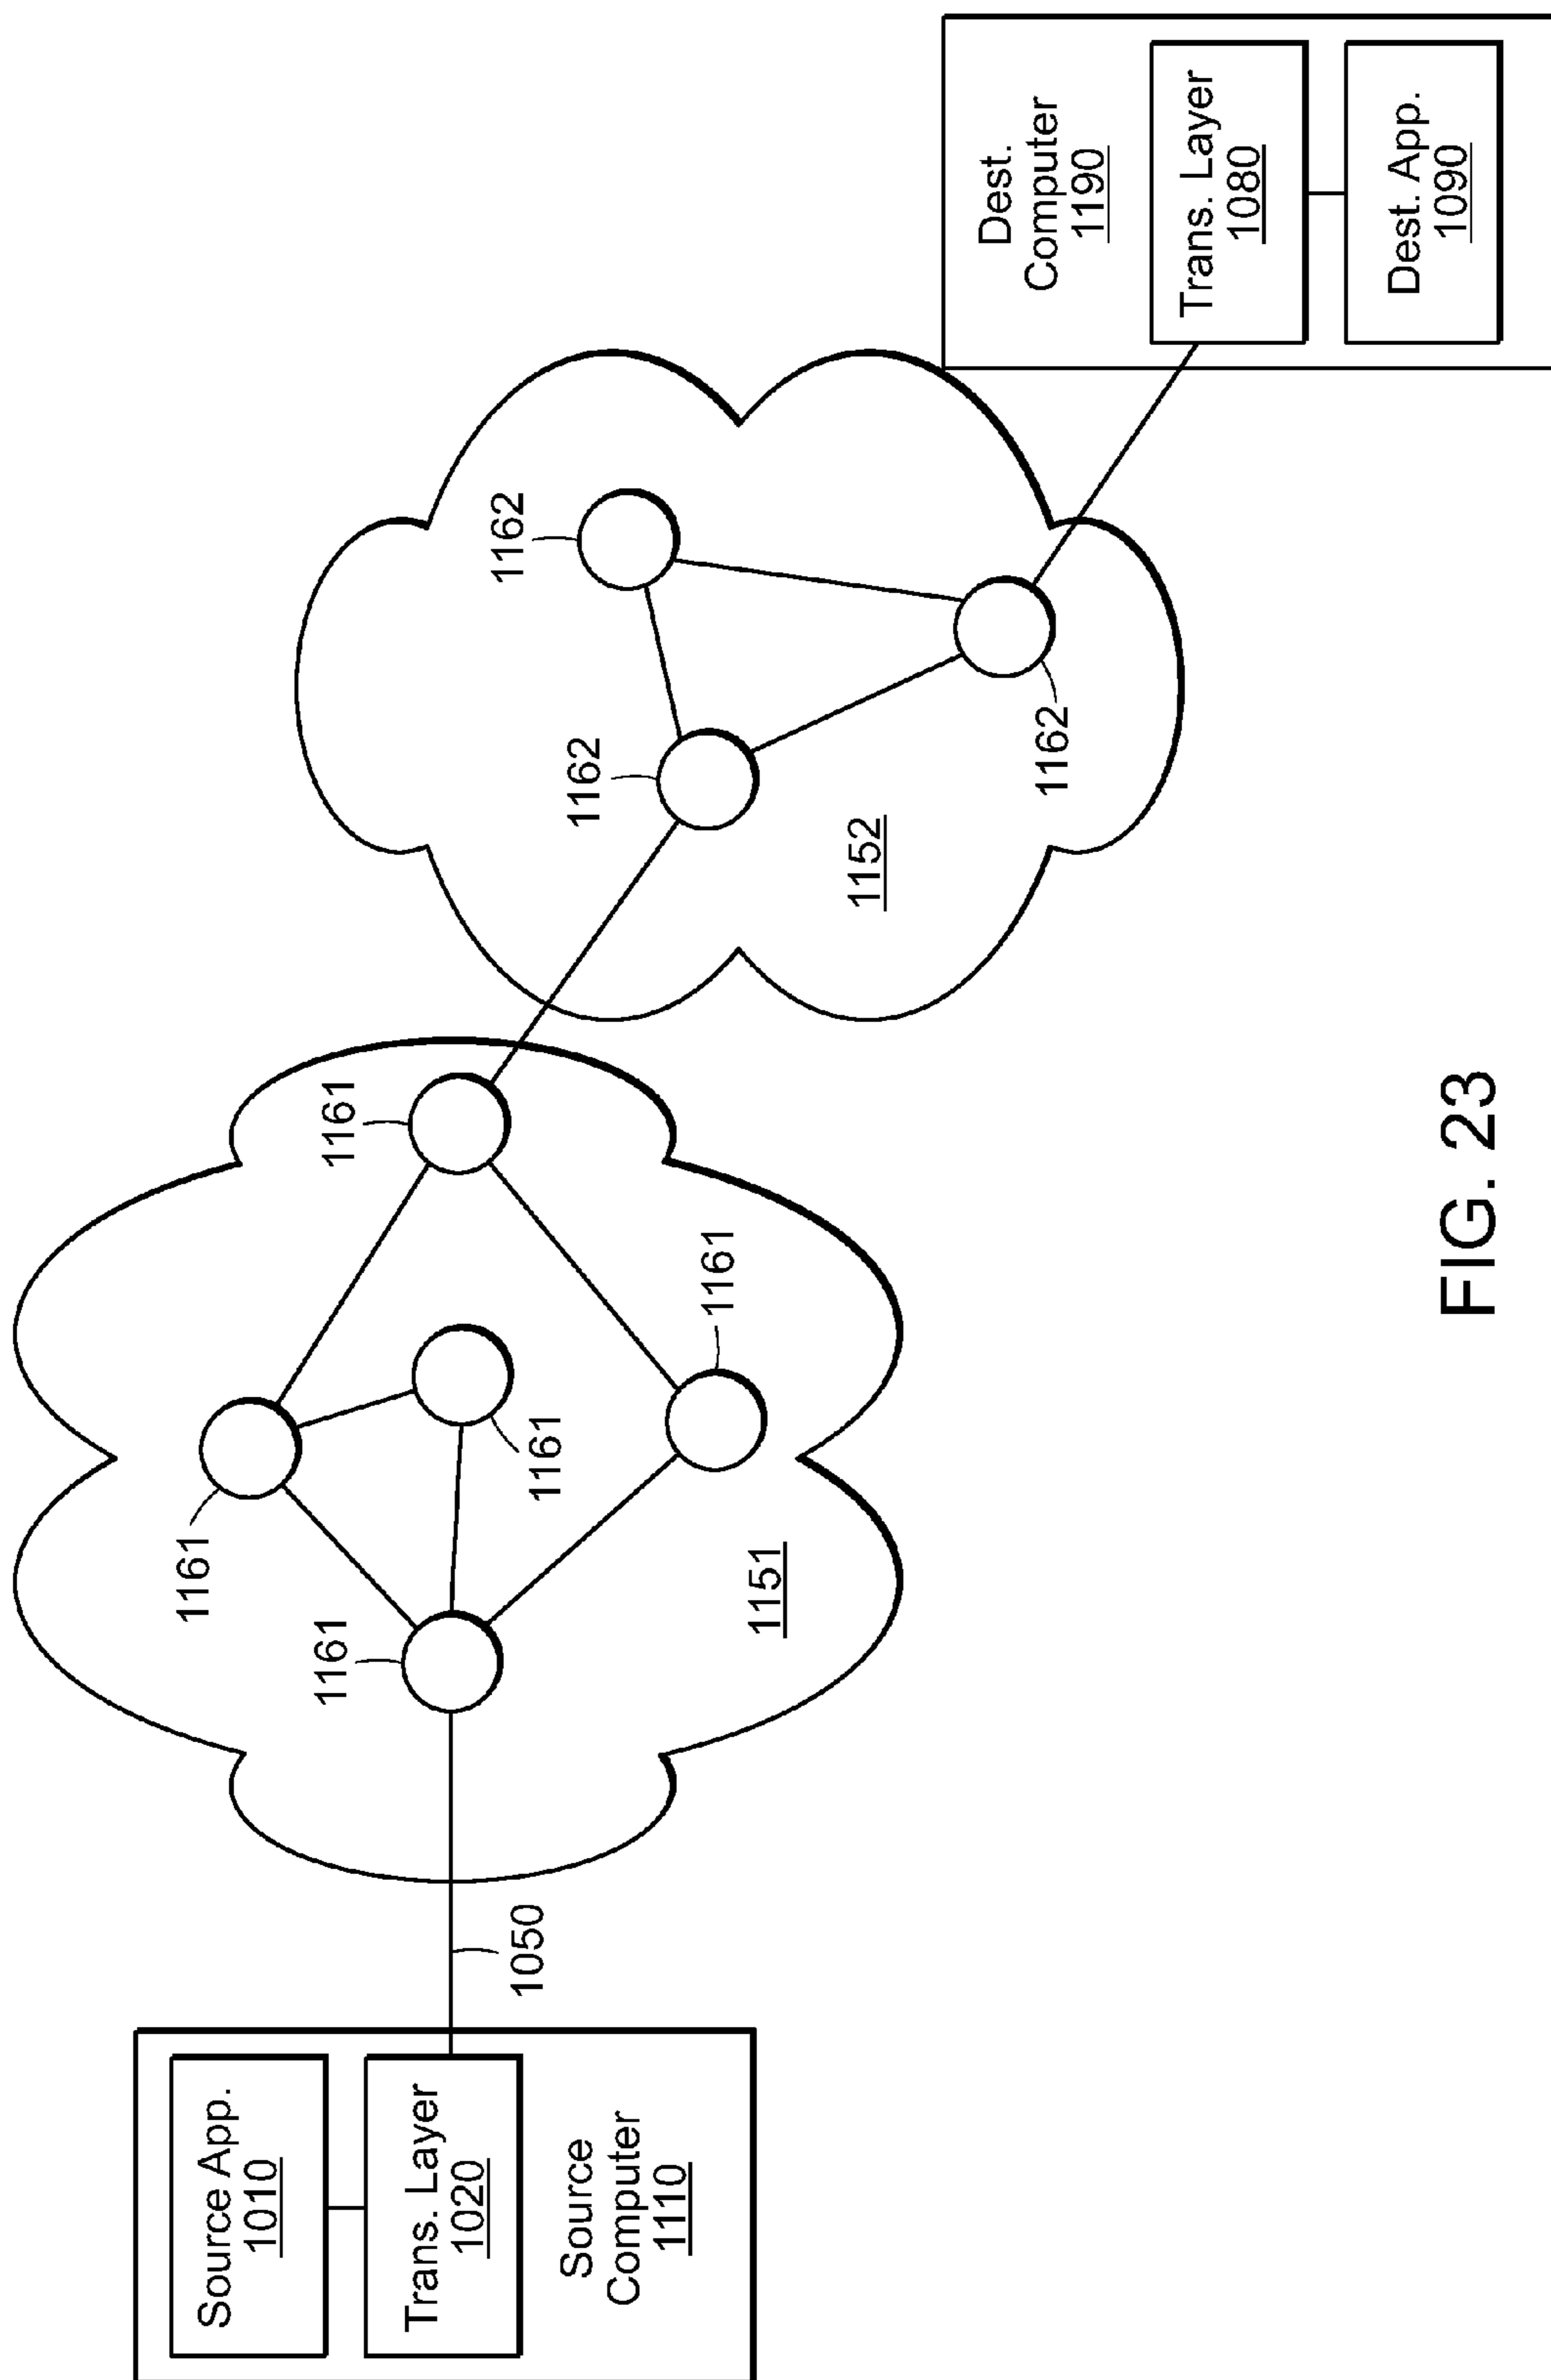 Source App.
1010
Trans. Layer
1020
Source
Computer
1110
1050
1161
1161
1161
1161
1161
1151
1162
1162
1162
1152
Dest.
Computer
1190
Trans. Layer
1080
Dest. App.
1090
FIG. 23